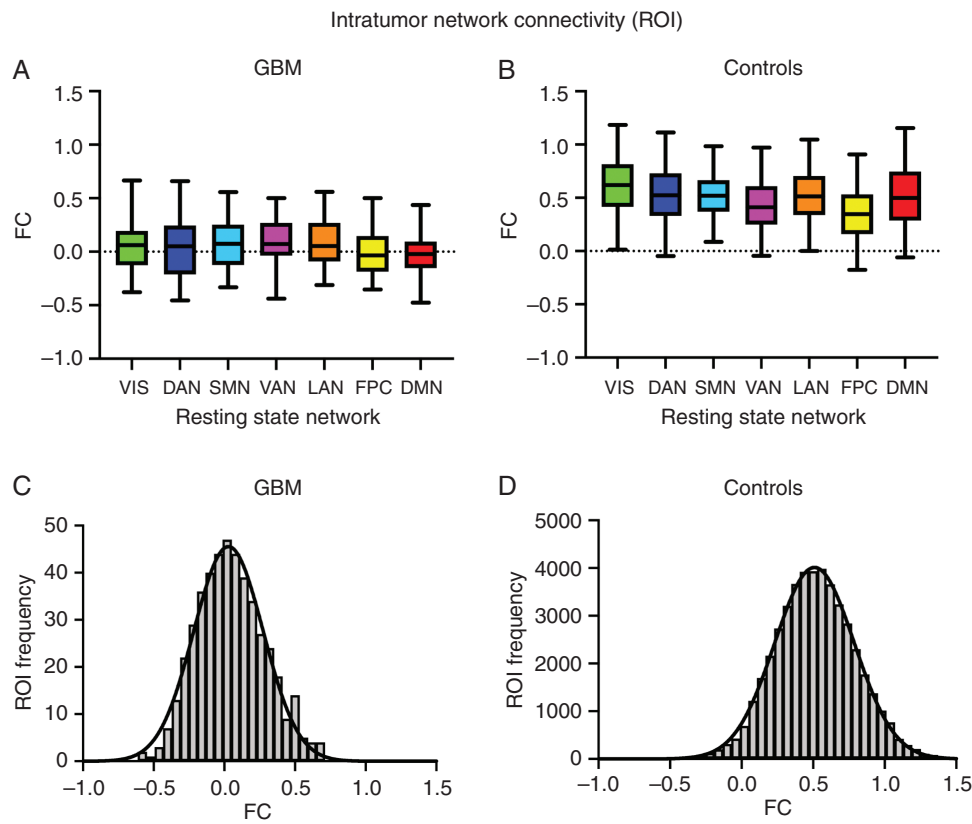 Intratumor network connectivity (ROI)
A
GBM
1.5
1.0
0.5
0.0
−0.5
−1.0
FC
VIS DAN SMN VAN LAN FPC DMN
Resting state network
B
Controls
1.5
1.0
0.5
0.0
−0.5
−1.0
FC
VIS DAN SMN VAN LAN FPC DMN
Resting state network
C
GBM
50
40
30
20
10
0
ROI frequency
−1.0 −0.5 0.0 0.5 1.0 1.5
FC
D
Controls
5000
4000
3000
2000
1000
0
ROI frequency
−1.0 −0.5 0.0 0.5 1.0 1.5
FC